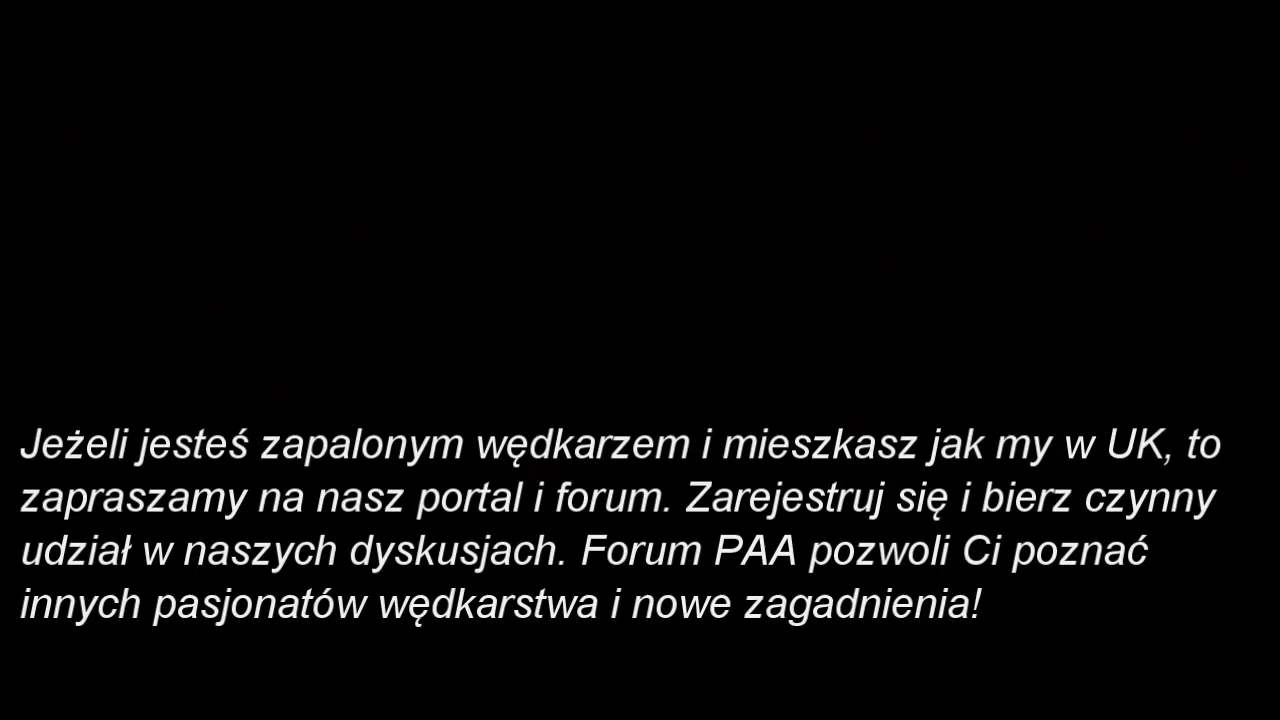 Jeżeli jesteś zapalonym wędkarzem i mieszkasz jak my w UK, to
zapraszamy na nasz portal i forum. Zarejestruj się i bierz czynny
udział w naszych dyskusjach. Forum PAA pozwoli Ci poznać
innych pasjonatów wędkarstwa i nowe zagadnienia!